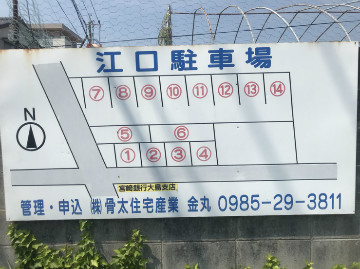 江口駐車場
N
⑦ ⑧ ⑨ ⑩ ⑪ ⑫ ⑬ ⑭
⑤ ⑥
① ② ③ ④
宮崎銀行大島支店
管理・申込 ㈱骨太住宅産業 金丸 0985-29-3811